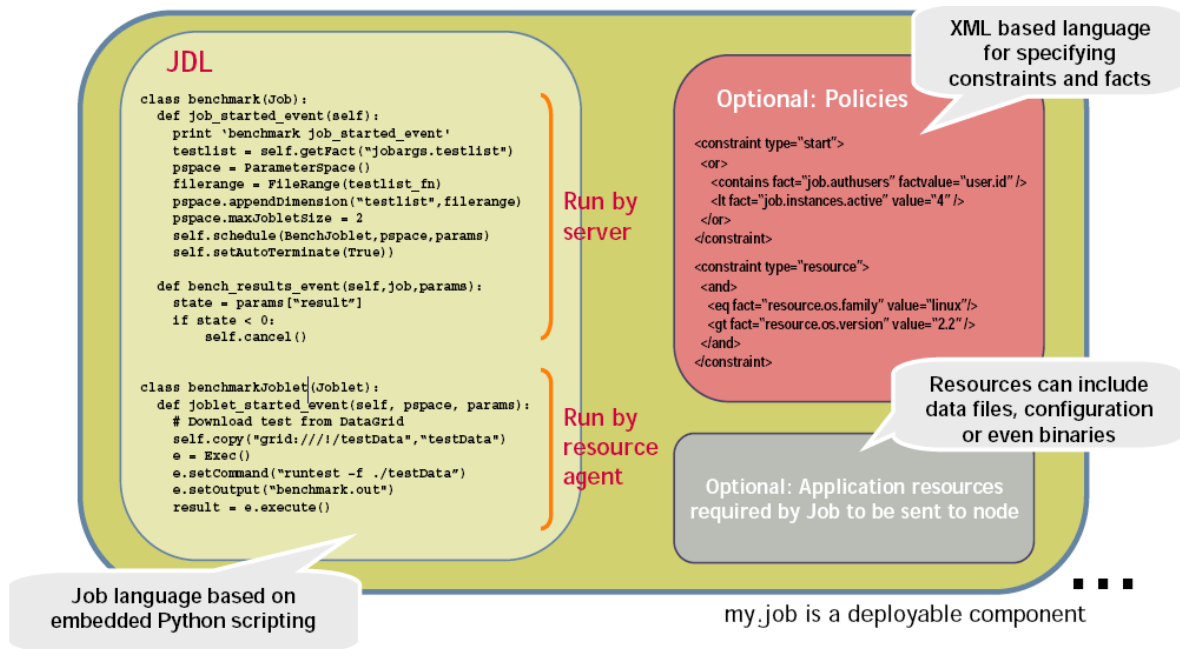 JDL
class benchmark(Job):
def job_started_event(self):
print `benchmark job_started_event'
testlist = self.getFact("jobargs.testlist")
pspace = ParameterSpace()
filerange = FileRange(testlist_fn)
pspace.appendDimension("testlist",filerange)
pspace.maxJobletSize = 2
self.schedule(BenchJoblet,pspace,params)
self.setAutoTerminate(True))
def bench_results_event(self,job,params):
state = params["result"]
if state < 0:
self.cancel()
Run by
server
class benchmarkJoblet(Joblet):
def joblet_started_event(self, pspace, params):
# Download test from DataGrid
self.copy("grid:///!/testData","testData")
e = Exec()
e.setCommand("runtest -f ./testData")
e.setOutput("benchmark.out")
result = e.execute()
Run by
resource
agent
Job language based on
embedded Python scripting
XML based language
for specifying
constraints and facts
Optional: Policies
<constraint type="start">
<or>
<contains fact="job.authusers" factvalue="user.id" />
<lt fact="job.instances.active" value="4" />
</or>
</constraint>
<constraint type="resource">
<and>
<eq fact="resource.os.family" value="linux"/>
<gt fact="resource.os.version" value="2.2" />
</and>
</constraint>
Resources can include
data files, configuration
or even binaries
Optional: Application resources
required by Job to be sent to node
...
my.job is a deployable component